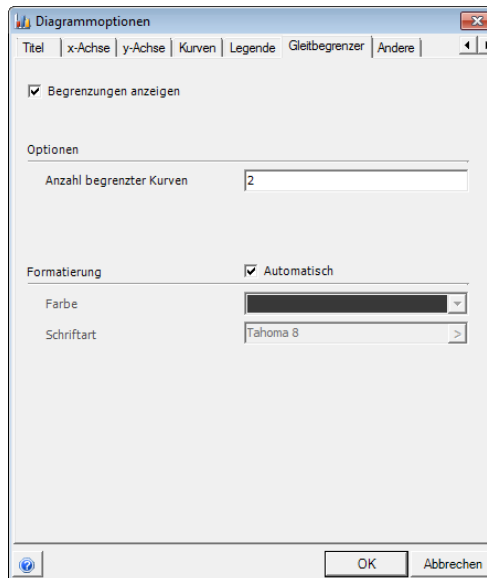 Diagrammoptionen
Titel x-Achse y-Achse Kurven Legende Gleitbegrenzer Andere
Begrenzungen anzeigen
Optionen
Anzahl begrenzter Kurven 2
Formatierung Automatisch
Farbe
Schriftart Tahoma 8 >
OK Abbrechen